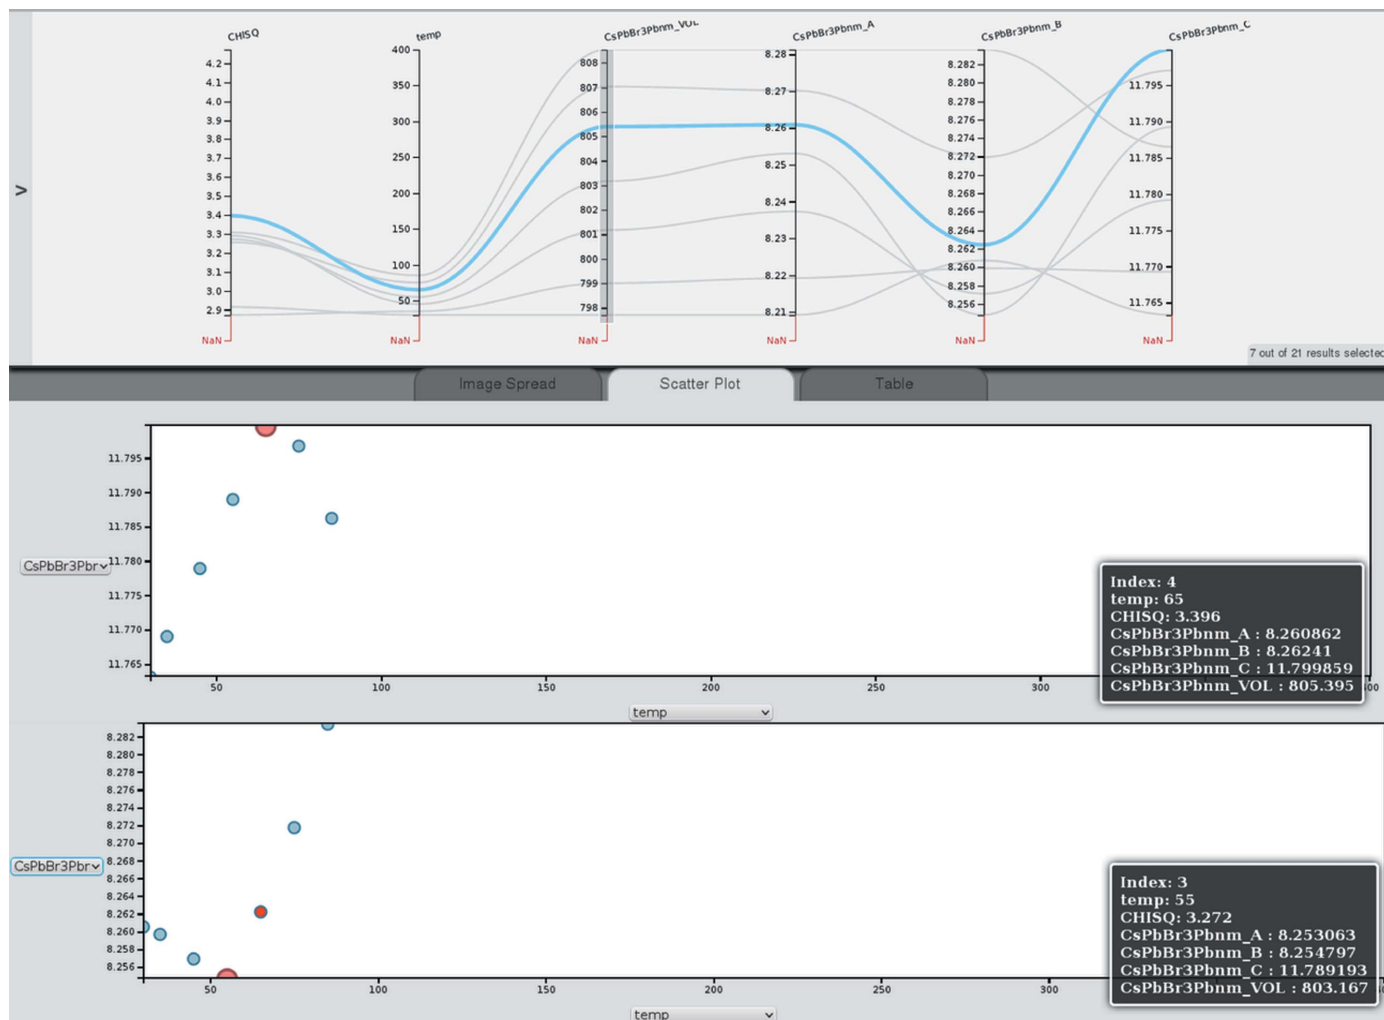 CHISQ
temp
CsPbBr3Pbnm_VOL
CsPbBr3Pbnm_A
CsPbBr3Pbnm_B
CsPbBr3Pbnm_C
4.2
4.1
4.0
3.9
3.8
3.7
3.6
3.5
3.4
3.3
3.2
3.1
3.0
2.9
NaN
400
350
300
250
200
150
100
50
NaN
808
807
806
805
804
803
802
801
800
799
798
NaN
8.28
8.27
8.26
8.25
8.24
8.23
8.22
8.21
NaN
8.282
8.280
8.278
8.276
8.274
8.272
8.270
8.268
8.266
8.264
8.262
8.260
8.258
8.256
NaN
11.795
11.790
11.785
11.780
11.775
11.770
11.765
NaN
>
7 out of 21 results selected
Image Spread
Scatter Plot
Table
11.795
11.790
11.785
11.780
11.775
11.770
11.765
CsPbBr3Pbr
50
100
150
200
250
300
00
temp
Index: 4
temp: 65
CHISQ: 3.396
CsPbBr3Pbnm_A : 8.260862
CsPbBr3Pbnm_B : 8.26241
CsPbBr3Pbnm_C : 11.799859
CsPbBr3Pbnm_VOL : 805.395
8.282
8.280
8.278
8.276
8.274
8.272
8.270
8.268
8.266
8.264
8.262
8.260
8.258
8.256
CsPbBr3Pbr
50
100
150
200
250
300
temp
Index: 3
temp: 55
CHISQ: 3.272
CsPbBr3Pbnm_A : 8.253063
CsPbBr3Pbnm_B : 8.254797
CsPbBr3Pbnm_C : 11.789193
CsPbBr3Pbnm_VOL : 803.167